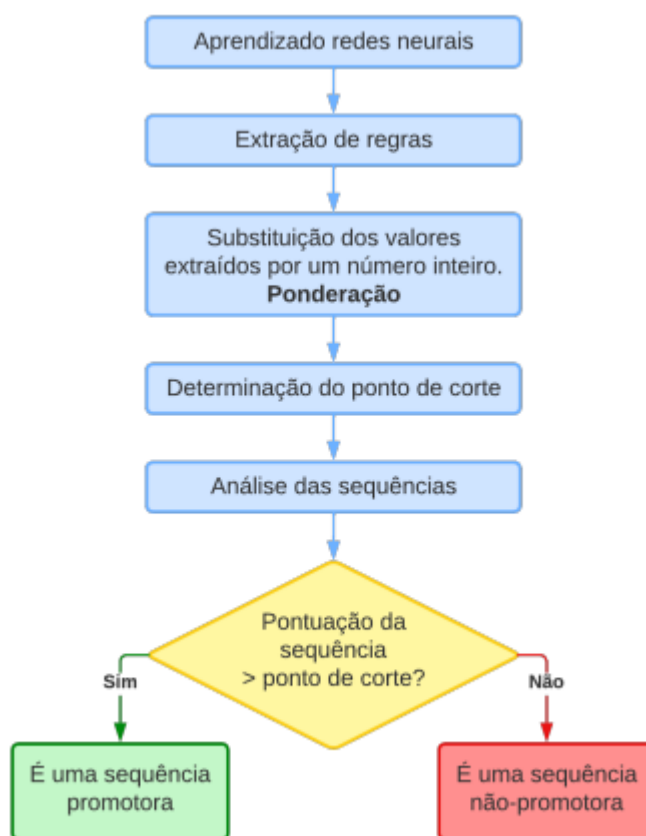 Aprendizado redes neurais
Extração de regras
Substituição dos valores
extraídos por um número inteiro.
Ponderação
Determinação do ponto de corte
Análise das sequências
Pontuação da
sequência
> ponto de corte?
Sim
Não
É uma sequência
promotora
É uma sequência
não-promotora